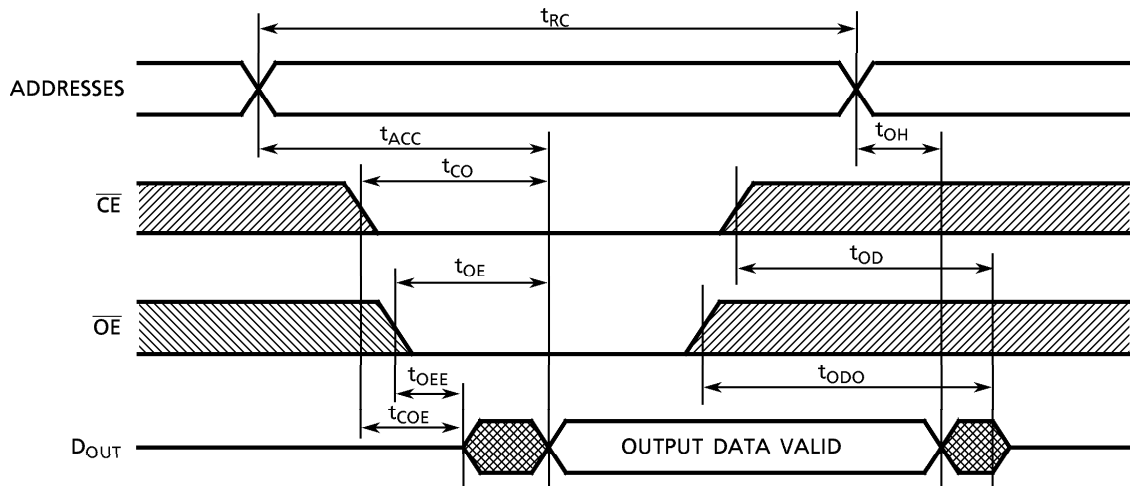 tRC
ADDRESSES
tACC
tOH
tCO
CE
tOD
tOE
OE
tOEE
tODO
tCOE
DOUT
OUTPUT DATA VALID